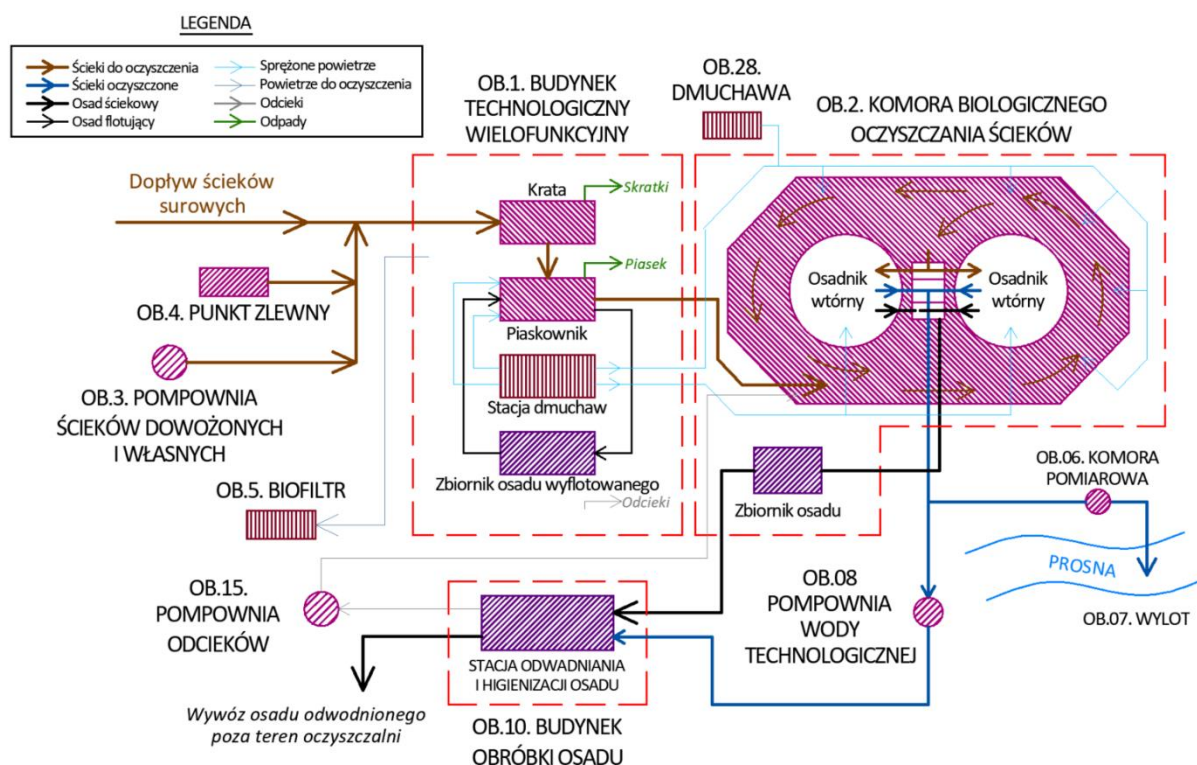 LEGENDA
Ścieki do oczyszczenia
Ścieki oczyszczone
Osad ściekowy
Osad flotujący
Sprężone powietrze
Powietrze do oczyszczenia
Odcieki
Odpady
OB.1. BUDYNEK
TECHNOLOGICZNY
WIELOFUNKCYJNY
OB.28.
DMUCHAWA
OB.2. KOMORA BIOLOGICZNEGO
OCZYSZCZANIA ŚCIEKÓW
Dopływ ścieków
surowych
Krata
Skratki
Piasek
Piaskownik
Stacja dmuchaw
Zbiornik osadu wyflotowanego
Odcieki
Osadnik
wtórny
Osadnik
wtórny
OB.4. PUNKT ZLEWNY
OB.3. POMPOWNIA
ŚCIEKÓW DOWOŻONYCH
I WŁASNYCH
OB.5. BIOFILTR
Zbiornik osadu
OB.06. KOMORA
POMIAROWA
PROSNA
OB.07. WYLOT
OB.08
POMPOWNIA
WODY
TECHNOLOGICZNEJ
OB.15.
POMPOWNIA
ODCIEKÓW
STACJA ODWADNIANIA
I HIGIENIZACJI OSADU
Wywóz osadu odwodnionego
poza teren oczyszczalni
OB.10. BUDYNEK
OBRÓBKI OSADU